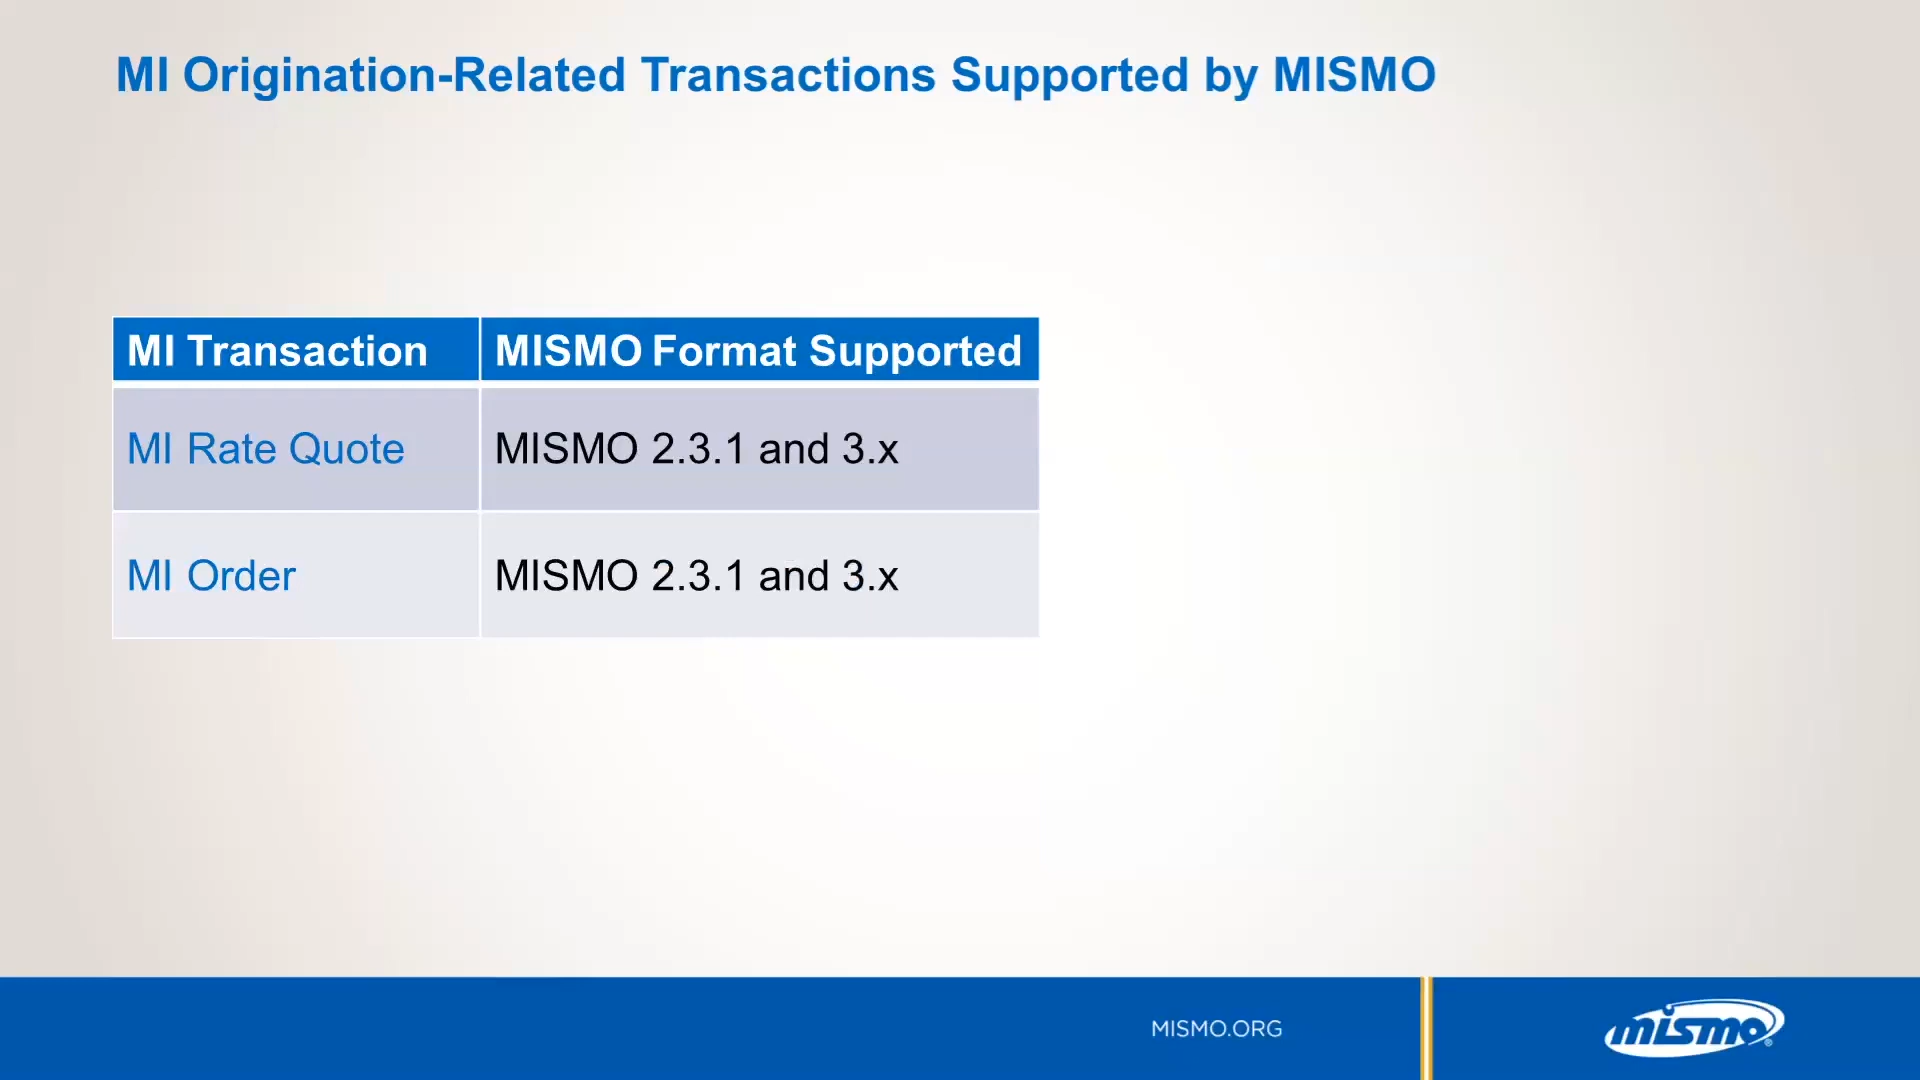 MI Origination-Related Transactions Supported by MISMO
MI Transaction MISMO Format Supported
MI Rate Quote MISMO 2.3.1 and 3.x
MI Order MISMO 2.3.1 and 3.x
MISMO.ORG
mismo®